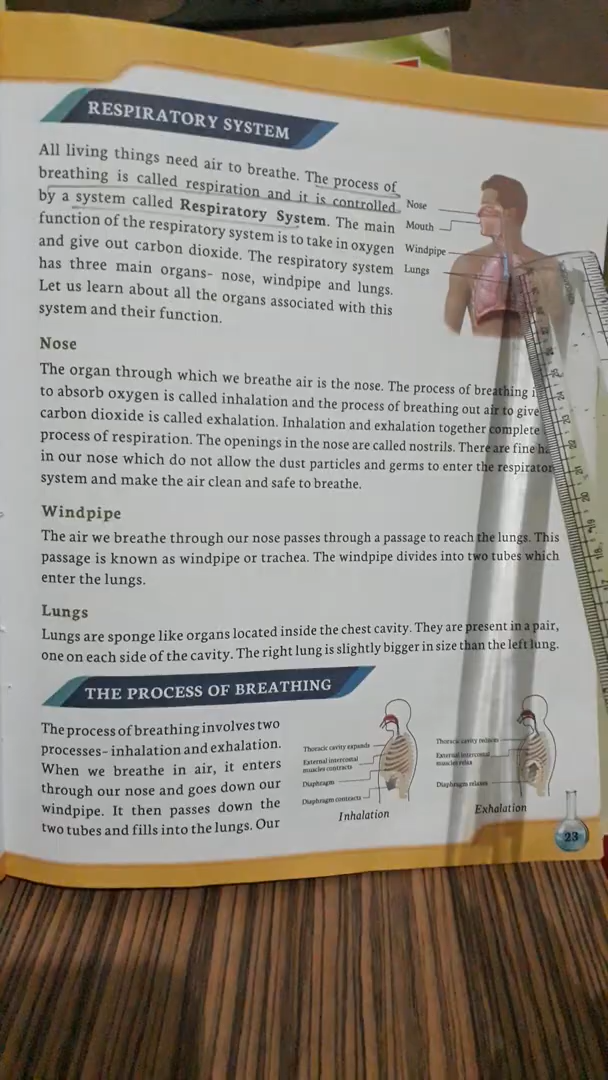 RESPIRATORY SYSTEM
All living things need air to breathe. The process of
breathing is called respiration and it is controlled
by a system called Respiratory System. The main
function of the respiratory system is to take in oxygen
and give out carbon dioxide. The respiratory system
has three main organs- nose, windpipe and lungs.
Let us learn about all the organs associated with this
system and their function.
Nose
Mouth
Windpipe
Lungs
Nose
The organ through which we breathe air is the nose. The process of breathing
to absorb oxygen is called inhalation and the process of breathing out air to give
carbon dioxide is called exhalation. Inhalation and exhalation together complete
process of respiration. The openings in the nose are called nostrils. There are fine
in our nose which do not allow the dust particles and germs to enter the
system and make the air clean and safe to breathe.
Windpipe
The air we breathe through our nose passes through a passage to reach the lungs. This
passage is known as windpipe or trachea. The windpipe divides into two tubes which
enter the lungs.
Lungs
Lungs are sponge like organs located inside the chest cavity. They are present in a pair,
one on each side of the cavity. The right lung is slightly bigger in size than the left lung.
THE PROCESS OF BREATHING
The process of breathing involves two
processes- inhalation and exhalation.
When we breathe in air, it enters
through our nose and goes down our
windpipe. It then passes down the
two tubes and fills into the lungs. Our
Thoracic cavity expands
External intercostal
muscles contracts
Diaphragm
Diaphragm contracts
Inhalation
Thoracic cavity
External intercostal
muscles relax
Diaphragm relaxes
Exhalation
23